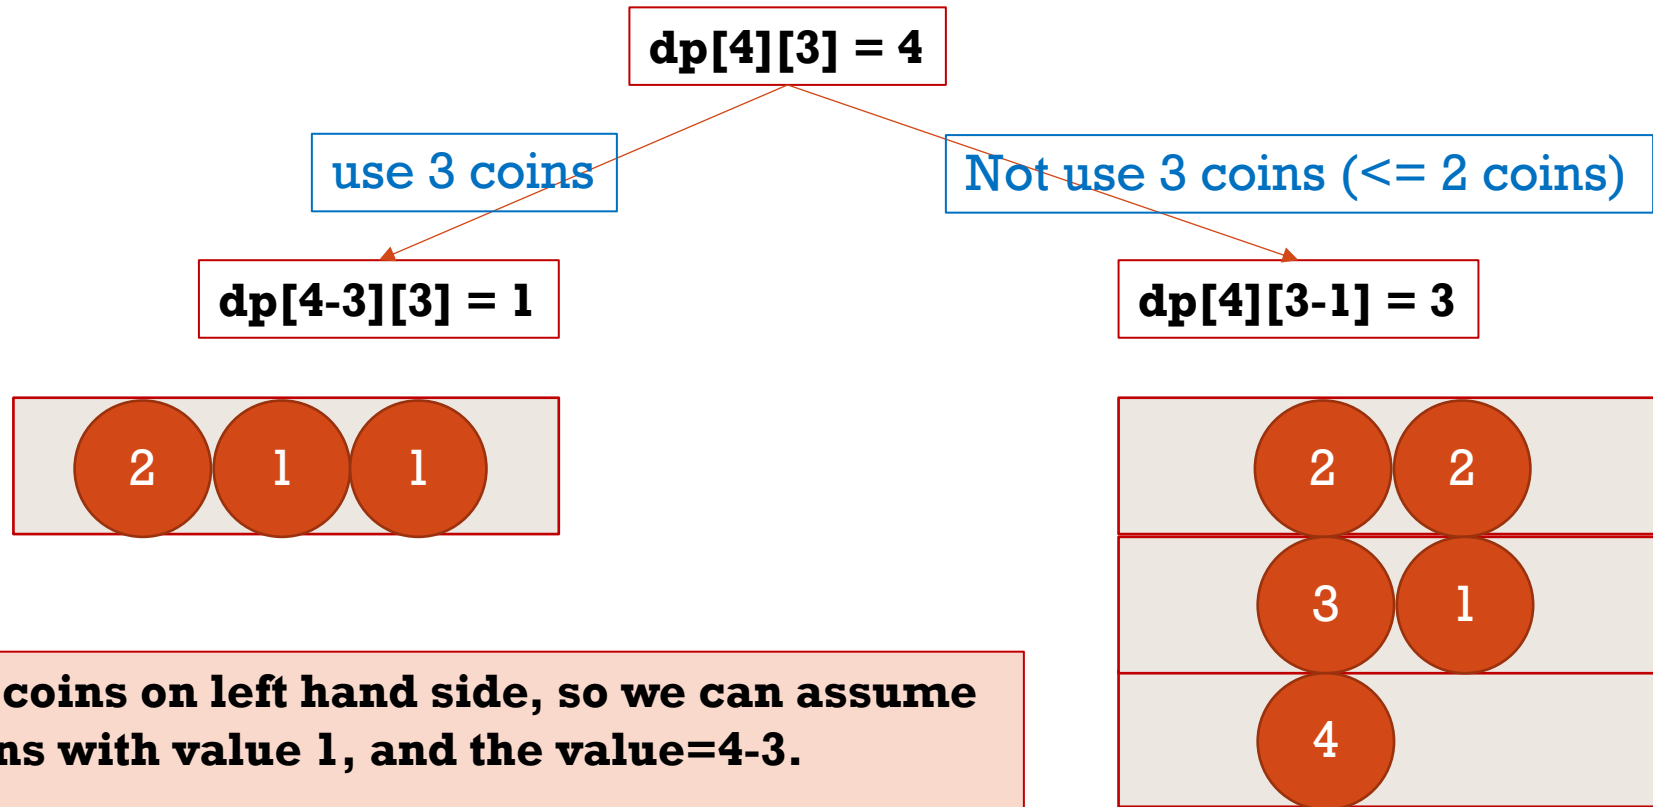 dp[4][3] = 4
use 3 coins
Not use 3 coins (<= 2 coins)
dp[4-3][3] = 1
dp[4][3-1] = 3
2 1 1
2 2
3 1
4
coins on left hand side, so we can assume
with value 1, and the value=4-3.